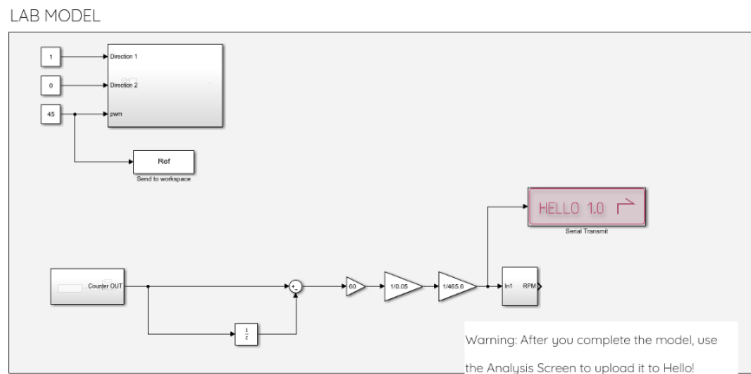 LAB MODEL
1
Direction 1
0
Direction 2
45
pwm
Ref
Send to workspace
HELLO 1.0
Serial Transmit
Counter OUT
60
1/0.05
1/465.6
In1 RPM
1
z
Warning: After you complete the model, use
the Analysis Screen to upload it to Hello!